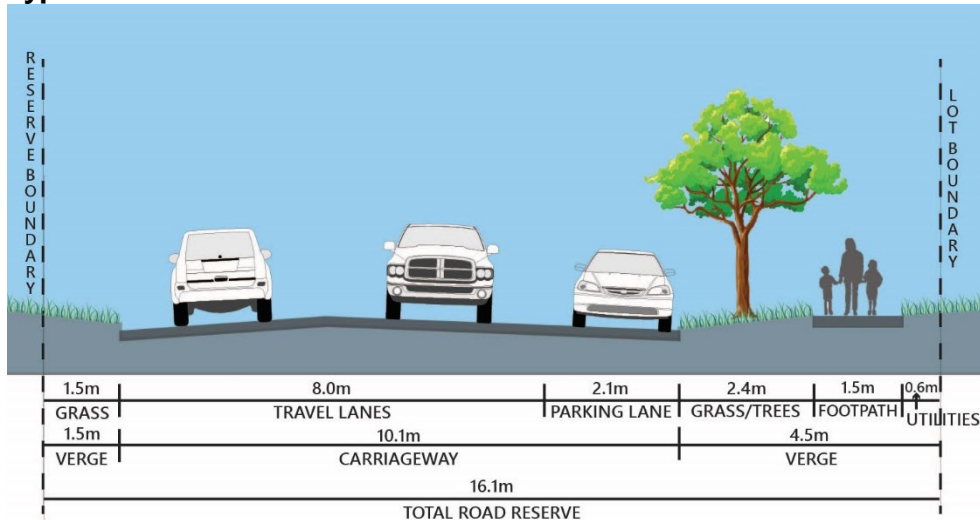 RESERVE BOUNDARY
LOT BOUNDARY
1.5m 8.0m 2.1m 2.4m 1.5m 0.6m
GRASS TRAVEL LANES PARKING LANE GRASS/TREES FOOTPATH UTILITIES
1.5m 10.1m 4.5m
VERGE CARRIAGEWAY VERGE
16.1m
TOTAL ROAD RESERVE